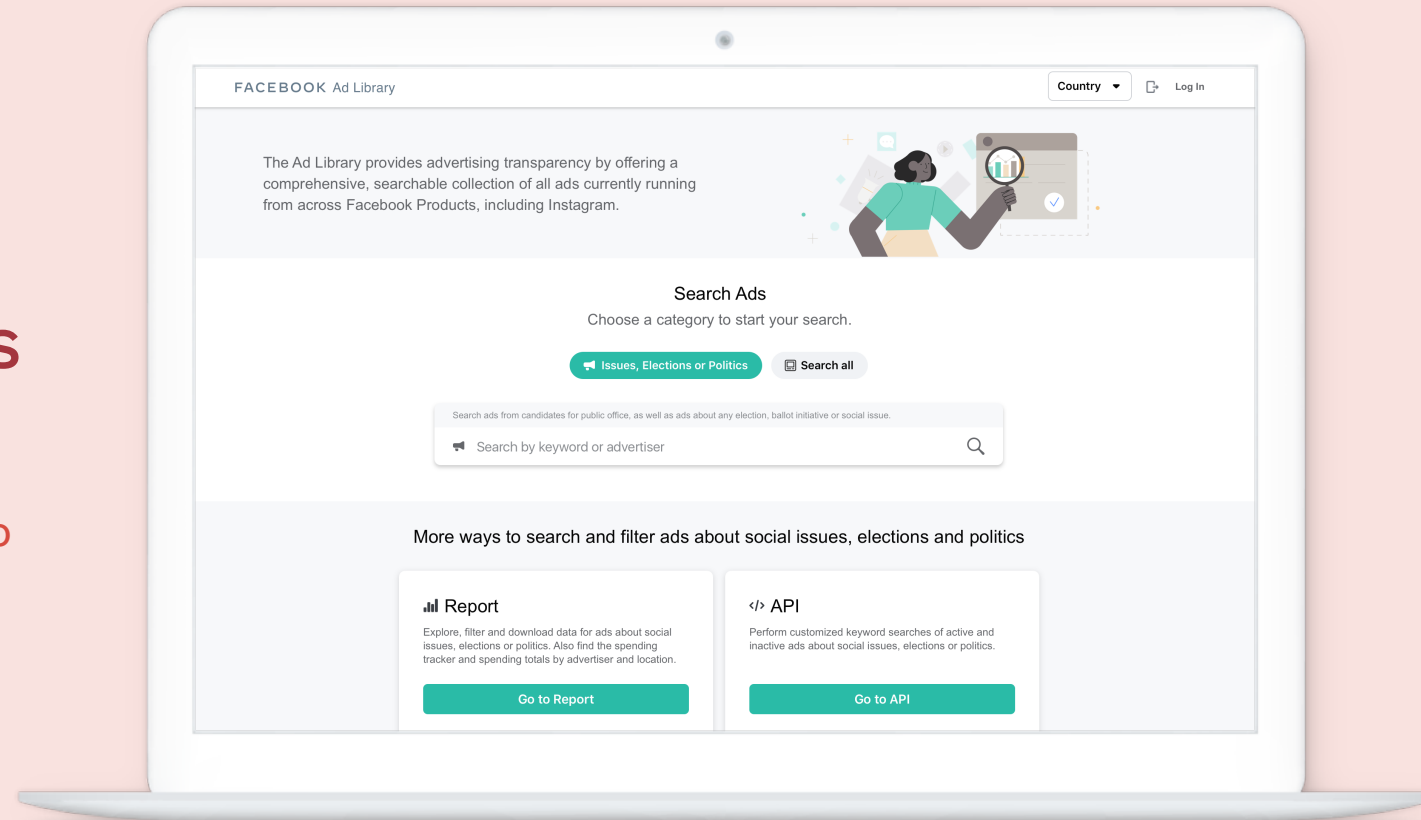 FACEBOOK Ad Library
Country
Log In
The Ad Library provides advertising transparency by offering a
comprehensive, searchable collection of all ads currently running
from across Facebook Products, including Instagram.
Search Ads
Choose a category to start your search.
Issues, Elections or Politics
Search all
Search ads from candidates for public office, as well as ads about any election, ballot initiative or social issue.
Search by keyword or advertiser
More ways to search and filter ads about social issues, elections and politics
Report
Explore, filter and download data for ads about social
issues, elections or politics. Also find the spending
tracker and spending totals by advertiser and location.
Go to Report
</> API
Perform customized keyword searches of active and
inactive ads about social issues, elections or politics.
Go to API